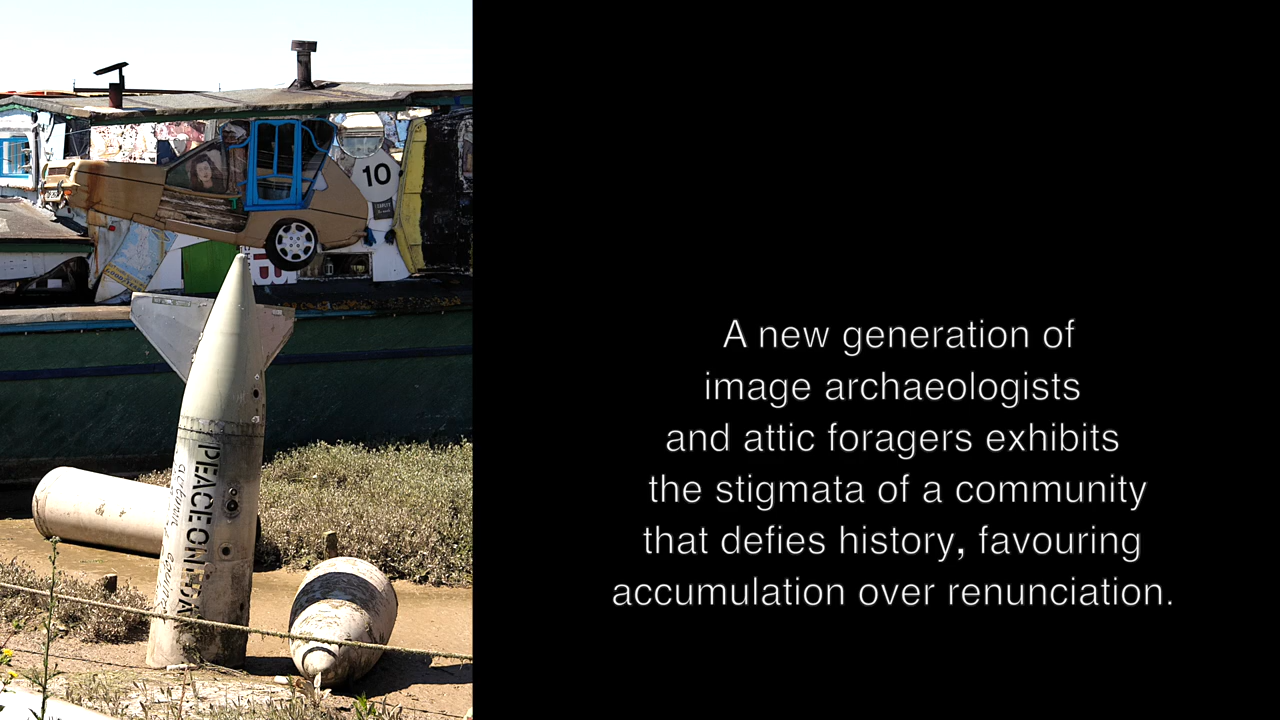 10
GOODYEAR
PEACE ON
A new generation of
image archaeologists
and attic foragers exhibits
the stigmata of a community
that defies history, favouring
accumulation over renunciation.